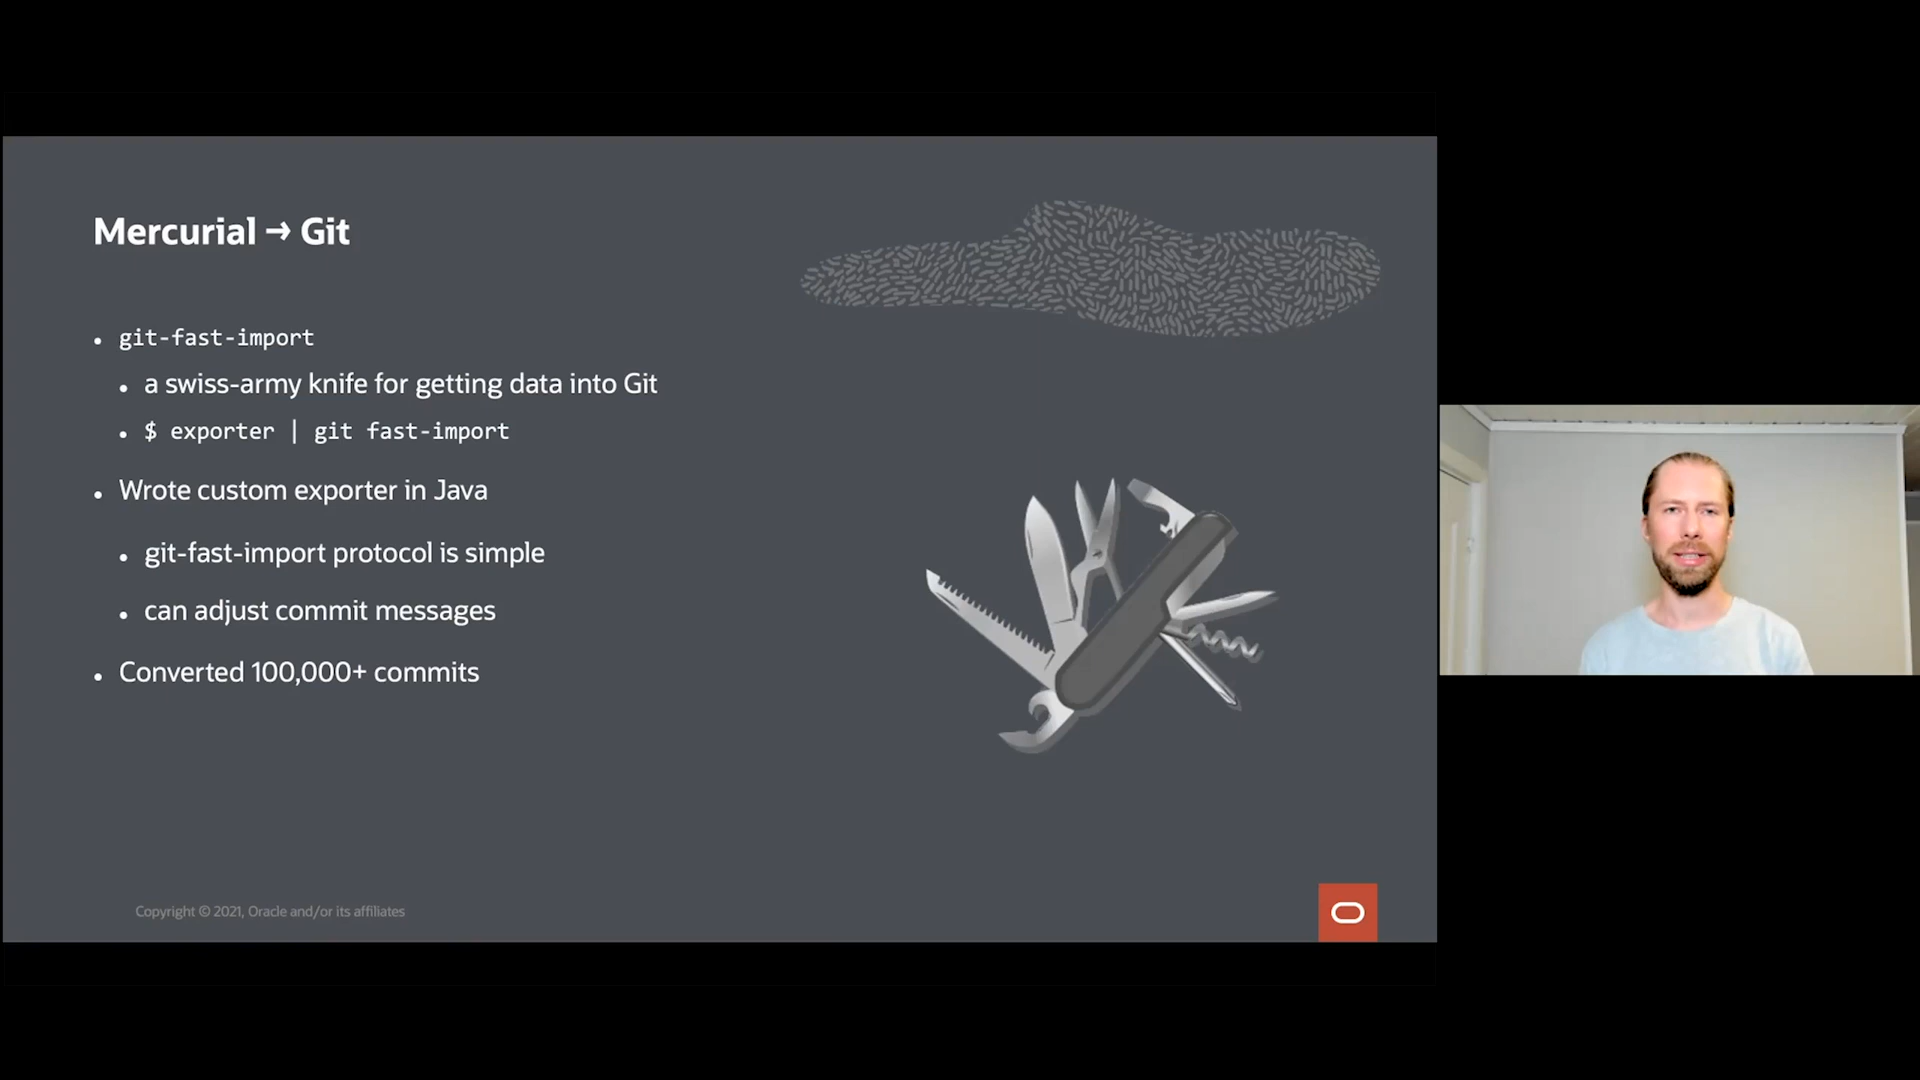 Mercurial → Git
• git-fast-import
• a swiss-army knife for getting data into Git
• $ exporter | git fast-import
• Wrote custom exporter in Java
• git-fast-import protocol is simple
• can adjust commit messages
• Converted 100,000+ commits
Copyright © 2021, Oracle and/or its affiliates